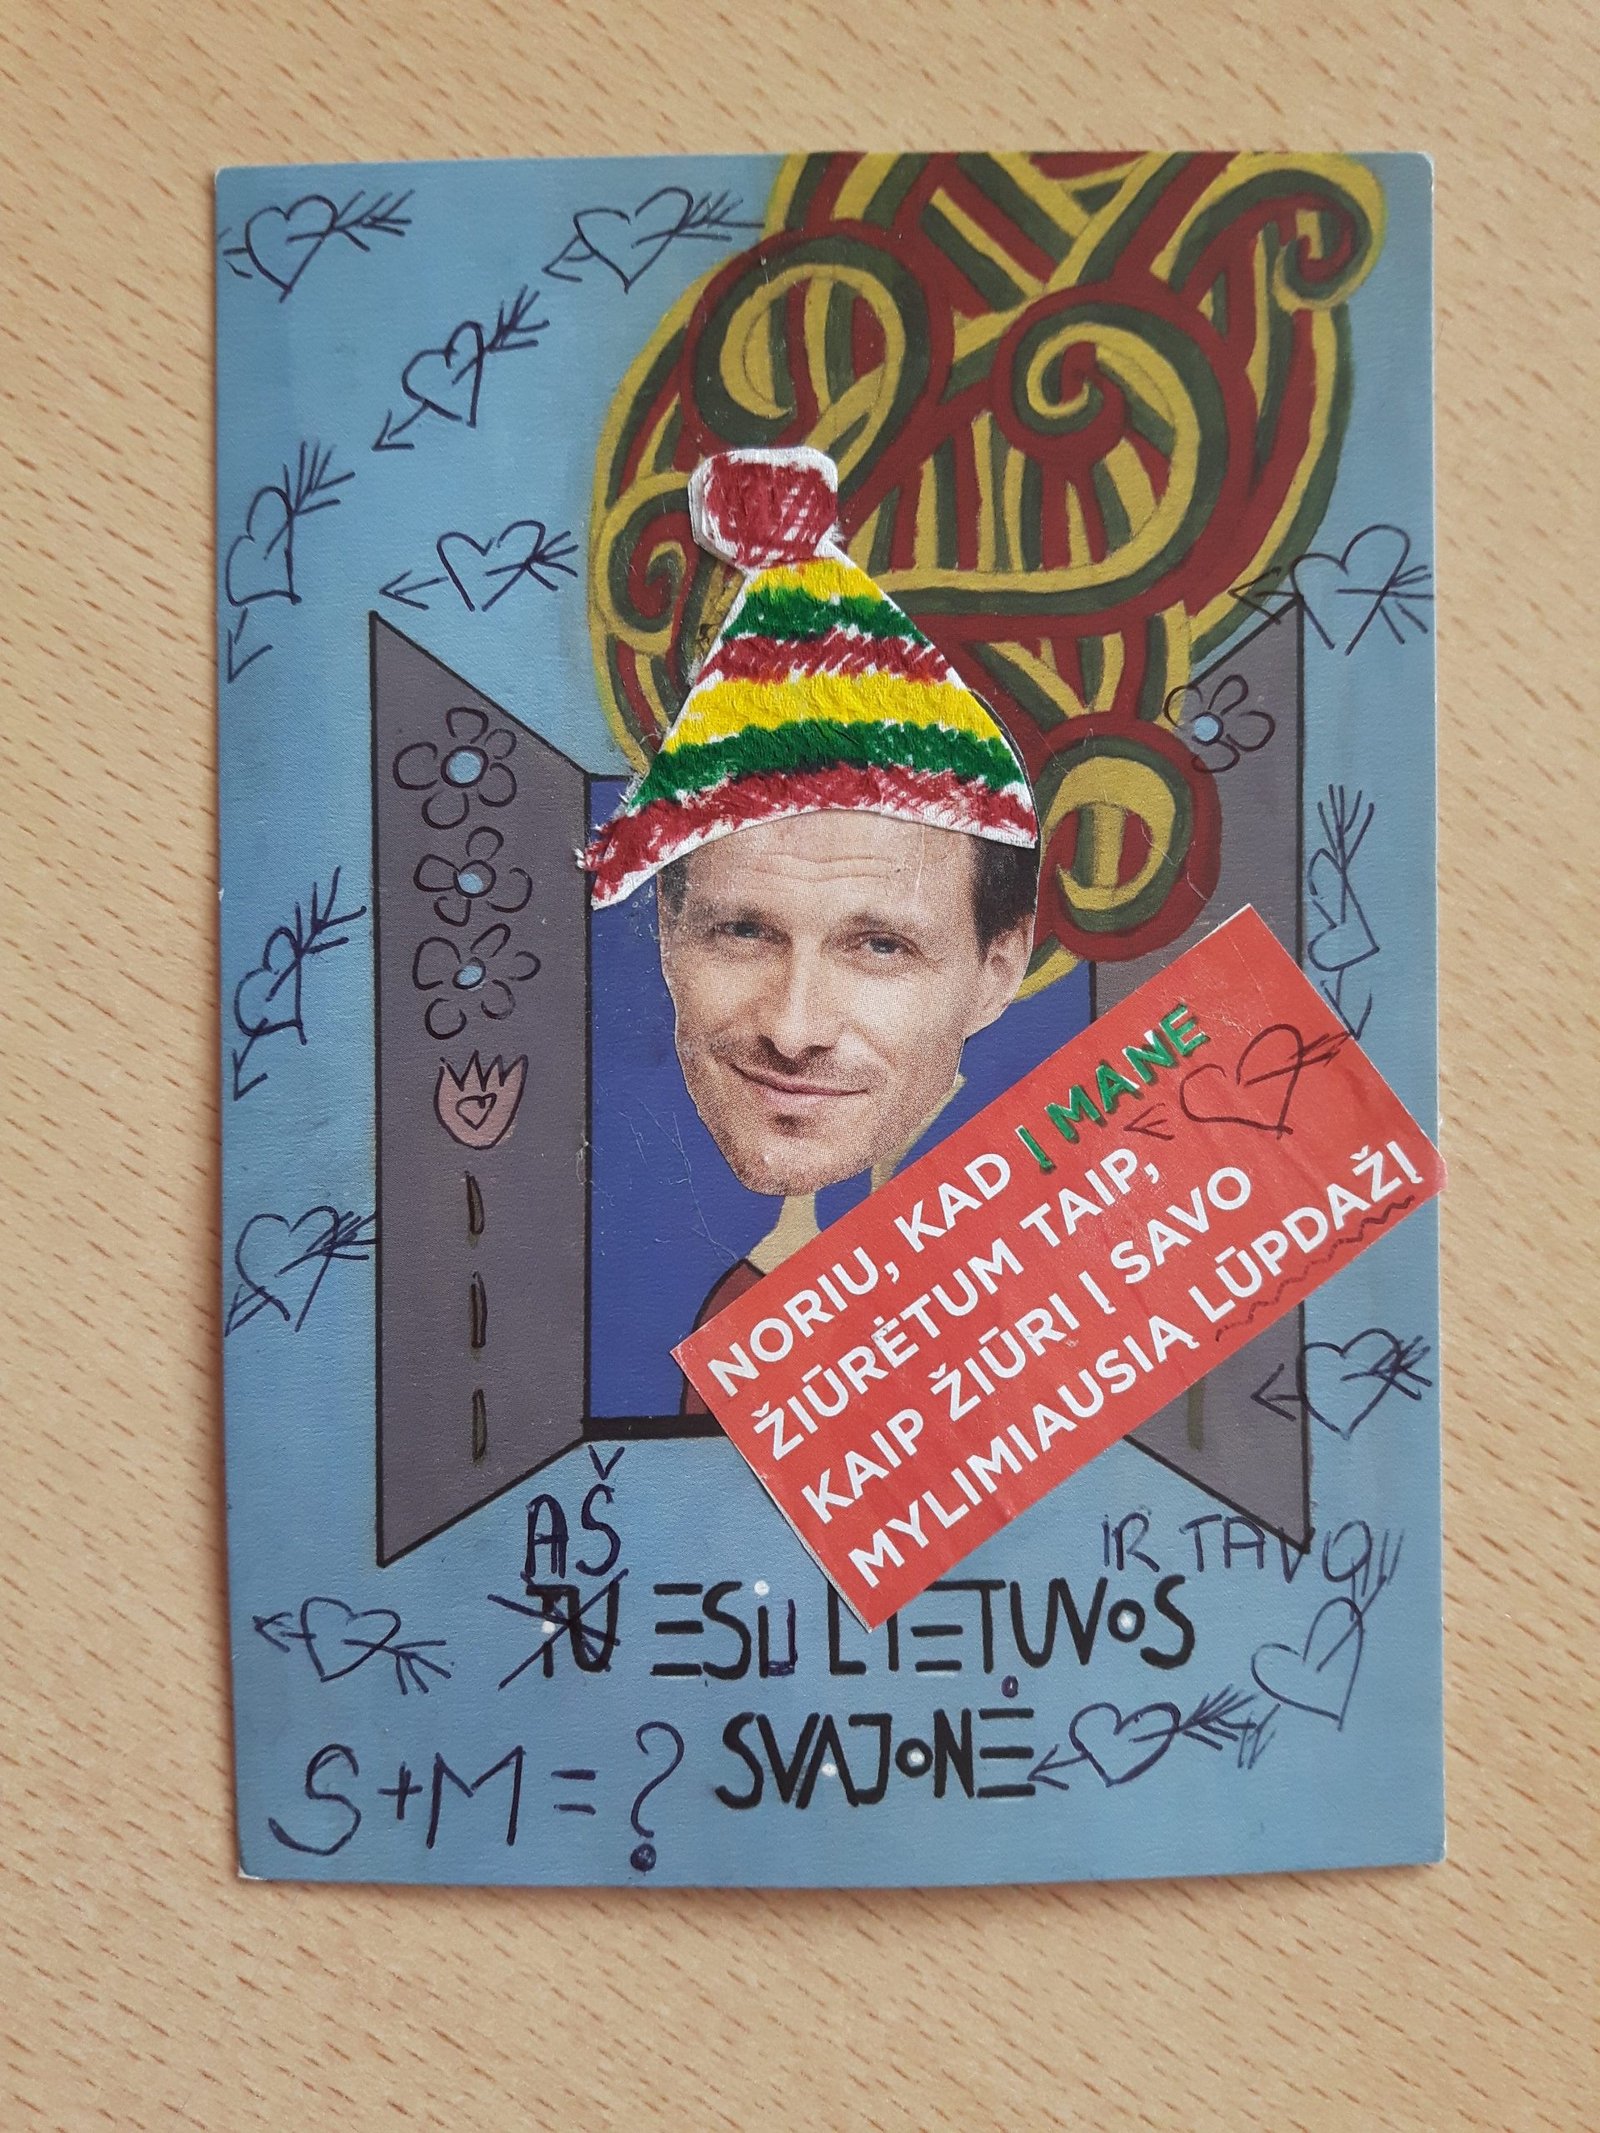 NORIU, KAD Į MANE
ŽIŪRĖTUM TAIP,
KAIP ŽIŪRI Į SAVO
MYLIMIAUSIĄ LŪPDAŽĮ
AŠ
IR TAVO
TU ESU LIETUVOS
SVAJONĖ
S+M=?